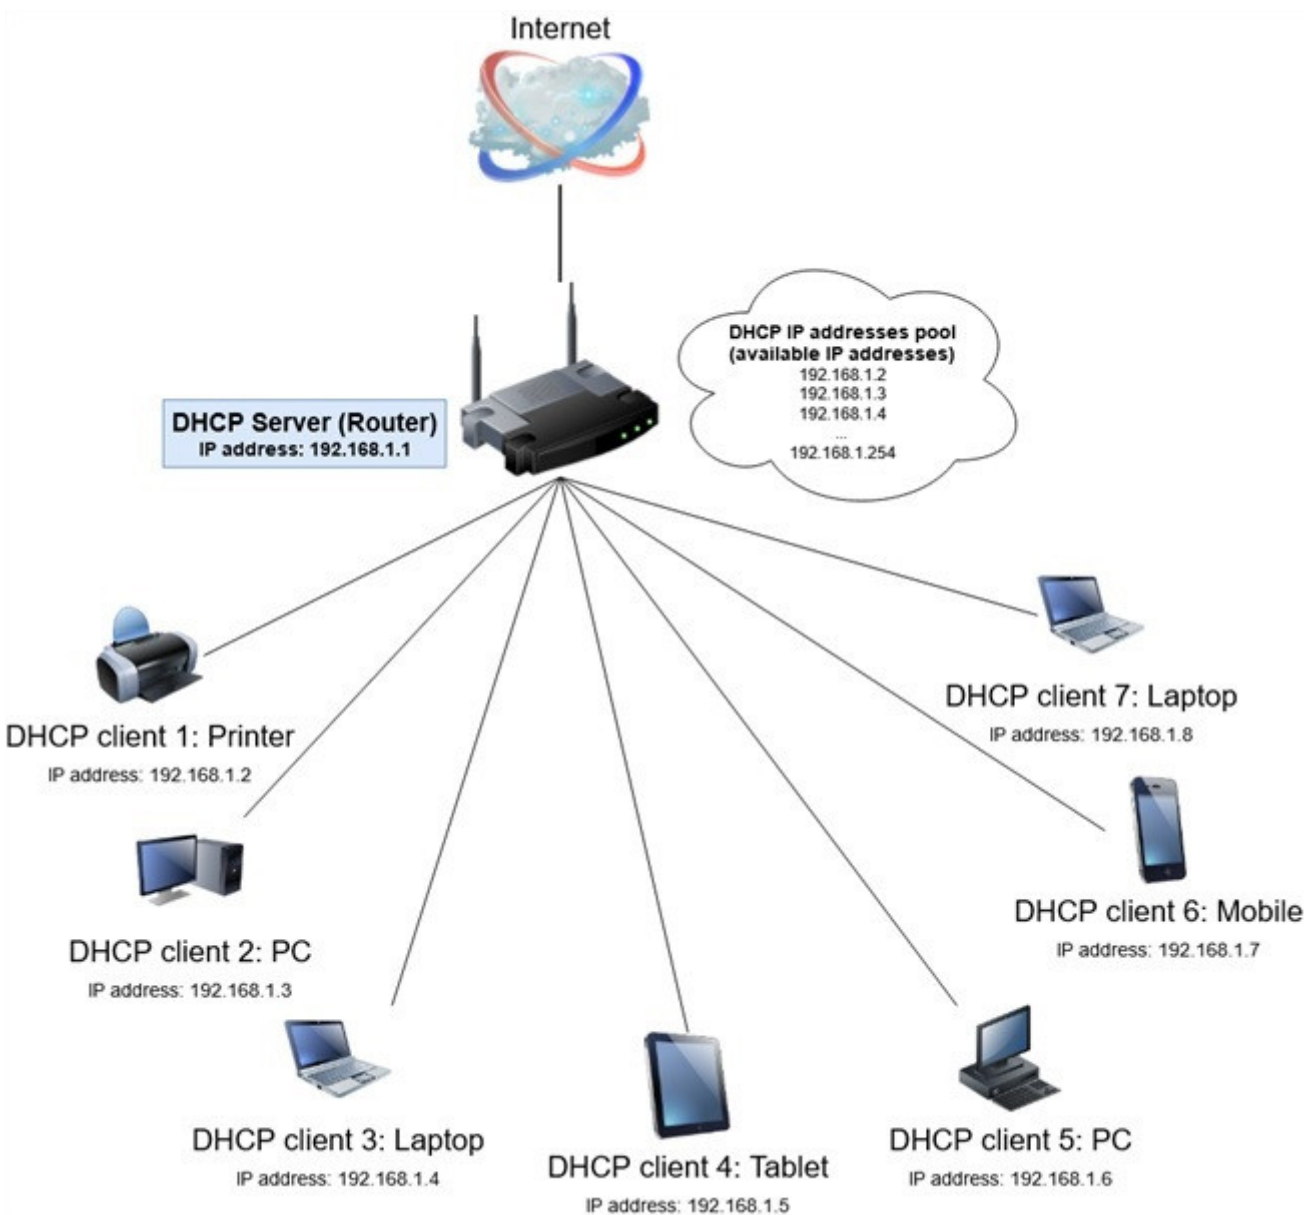 Internet
DHCP IP addresses pool
(available IP addresses)
192.168.1.2
192.168.1.3
192.168.1.4
...
192.168.1.254
DHCP Server (Router)
IP address: 192.168.1.1
DHCP client 1: Printer
IP address: 192.168.1.2
DHCP client 2: PC
IP address: 192.168.1.3
DHCP client 3: Laptop
IP address: 192.168.1.4
DHCP client 4: Tablet
IP address: 192.168.1.5
DHCP client 5: PC
IP address: 192.168.1.6
DHCP client 6: Mobile
IP address: 192.168.1.7
DHCP client 7: Laptop
IP address: 192.168.1.8